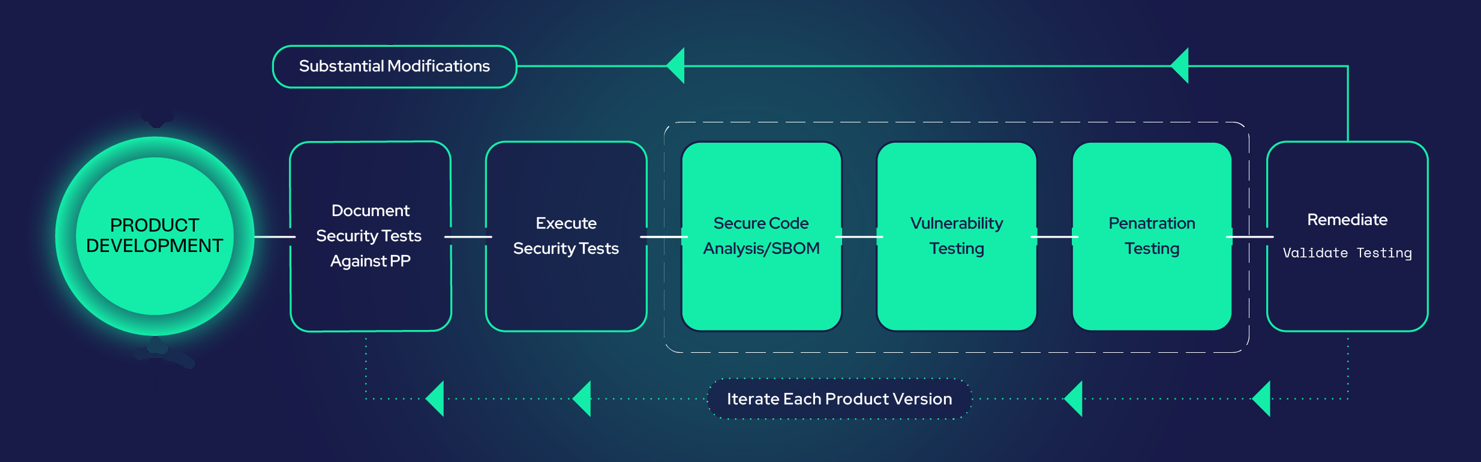 Substantial Modifications
PRODUCT
DEVELOPMENT
Document
Security Tests
Against PP
Execute
Security Tests
Secure Code
Analysis/SBOM
Vulnerability
Testing
Penatration
Testing
Remediate
Validate Testing
Iterate Each Product Version